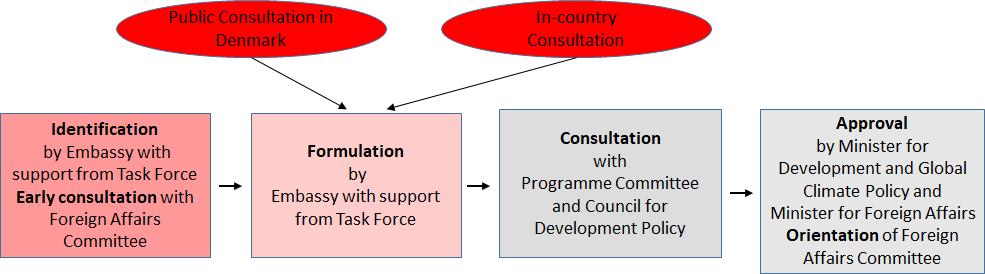 Public Consultation in
Denmark
In-country
Consultation
Identification
by Embassy with
support from Task Force
Early consultation with
Foreign Affairs
Committee
Formulation
by
Embassy with support
from Task Force
Consultation
with
Programme Committee
and Council for
Development Policy
Approval
by Minister for
Development and Global
Climate Policy and
Minister for Foreign Affairs
Orientation of Foreign
Affairs Committee